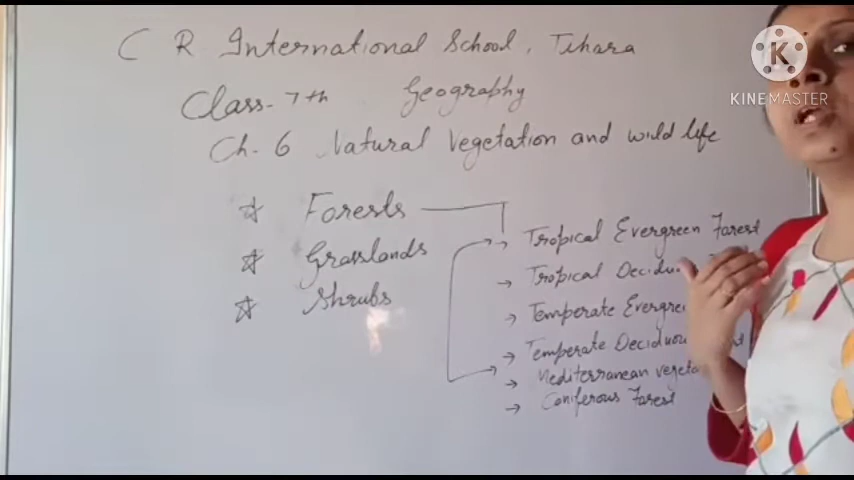 C R International School, Tihara
Class- 7th Geography
Ch. 6 Natural Vegetation and wild life
☆ Forests
☆ Grasslands
☆ Shrubs
→ Tropical Evergreen Forest
→ Tropical
→ Temperate
→ Temperate
→ Mediterranean
→ Coniferous Forest
K
KINEMASTER